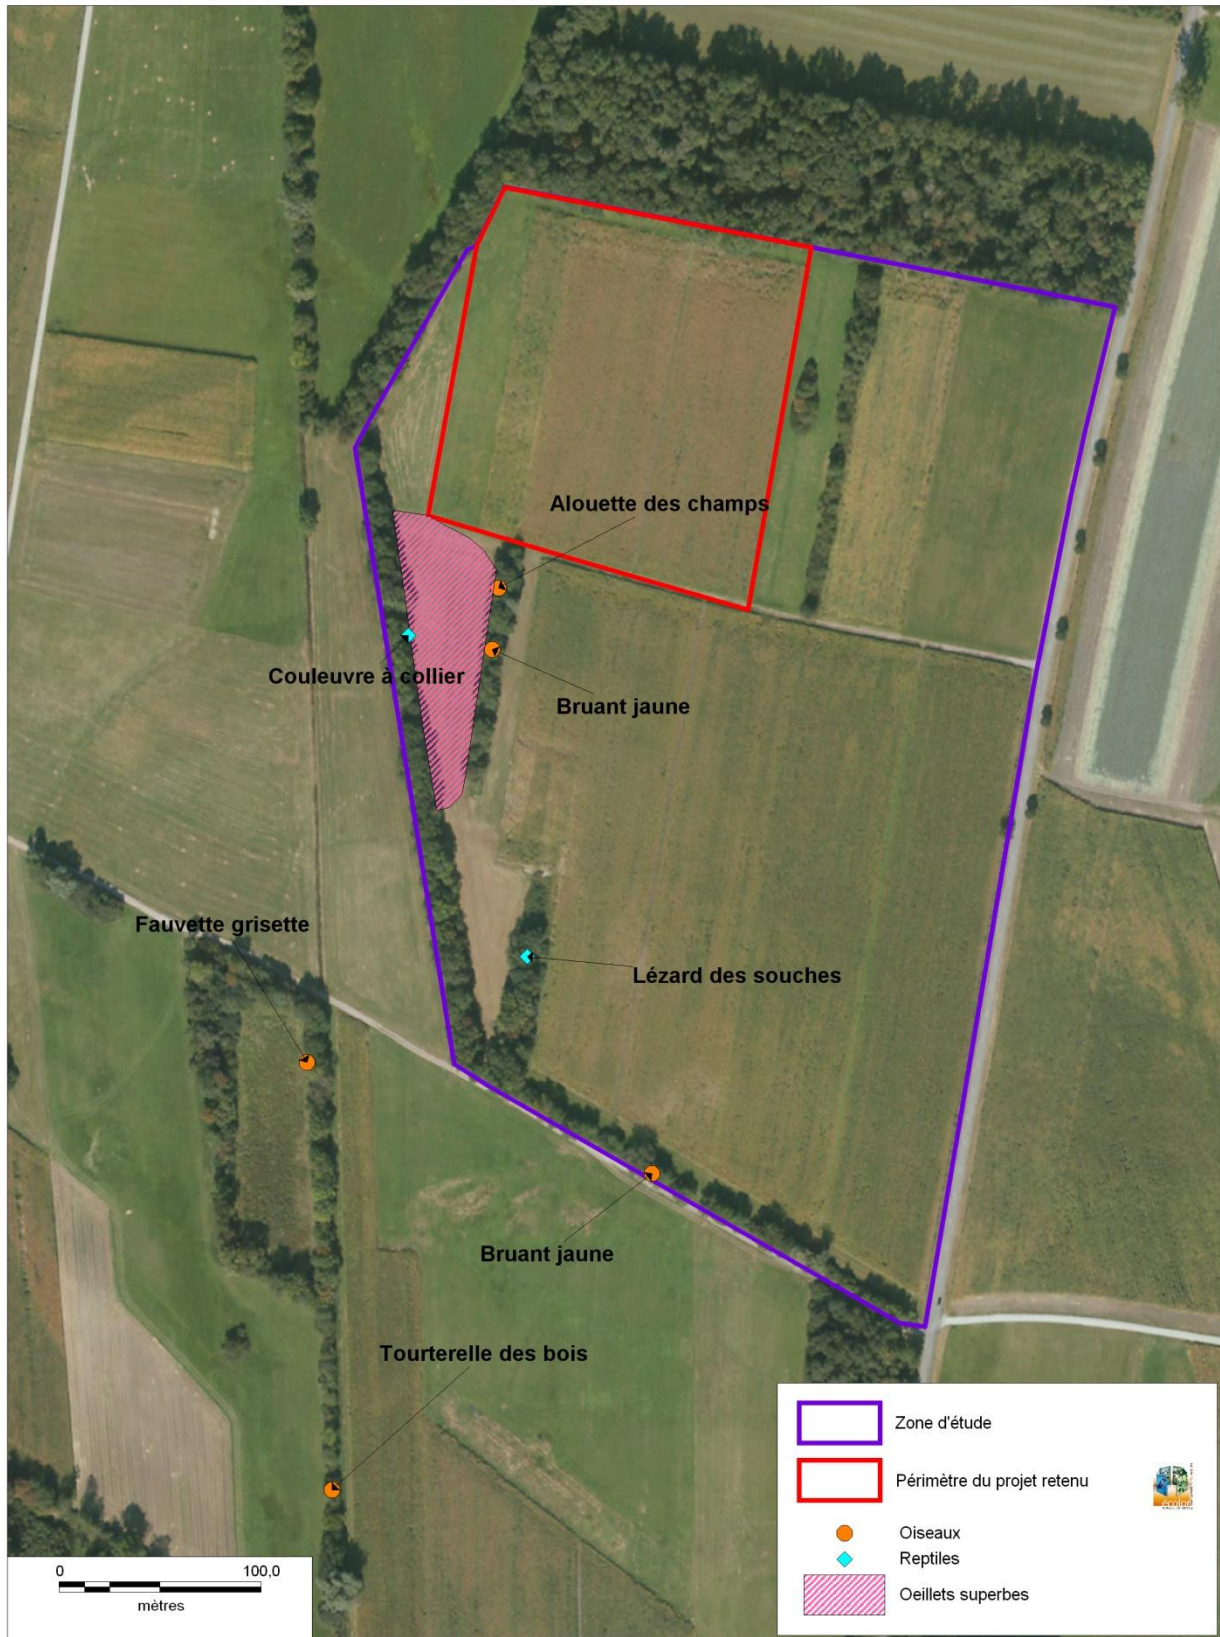 Alouette des champs
Couleuvre à collier
Bruant jaune
Fauvette grisette
Lézard des souches
Bruant jaune
Tourterelle des bois
Zone d'étude
Périmètre du projet retenu
écolor
Oiseaux
Reptiles
Oeillets superbes
0 100,0
mètres